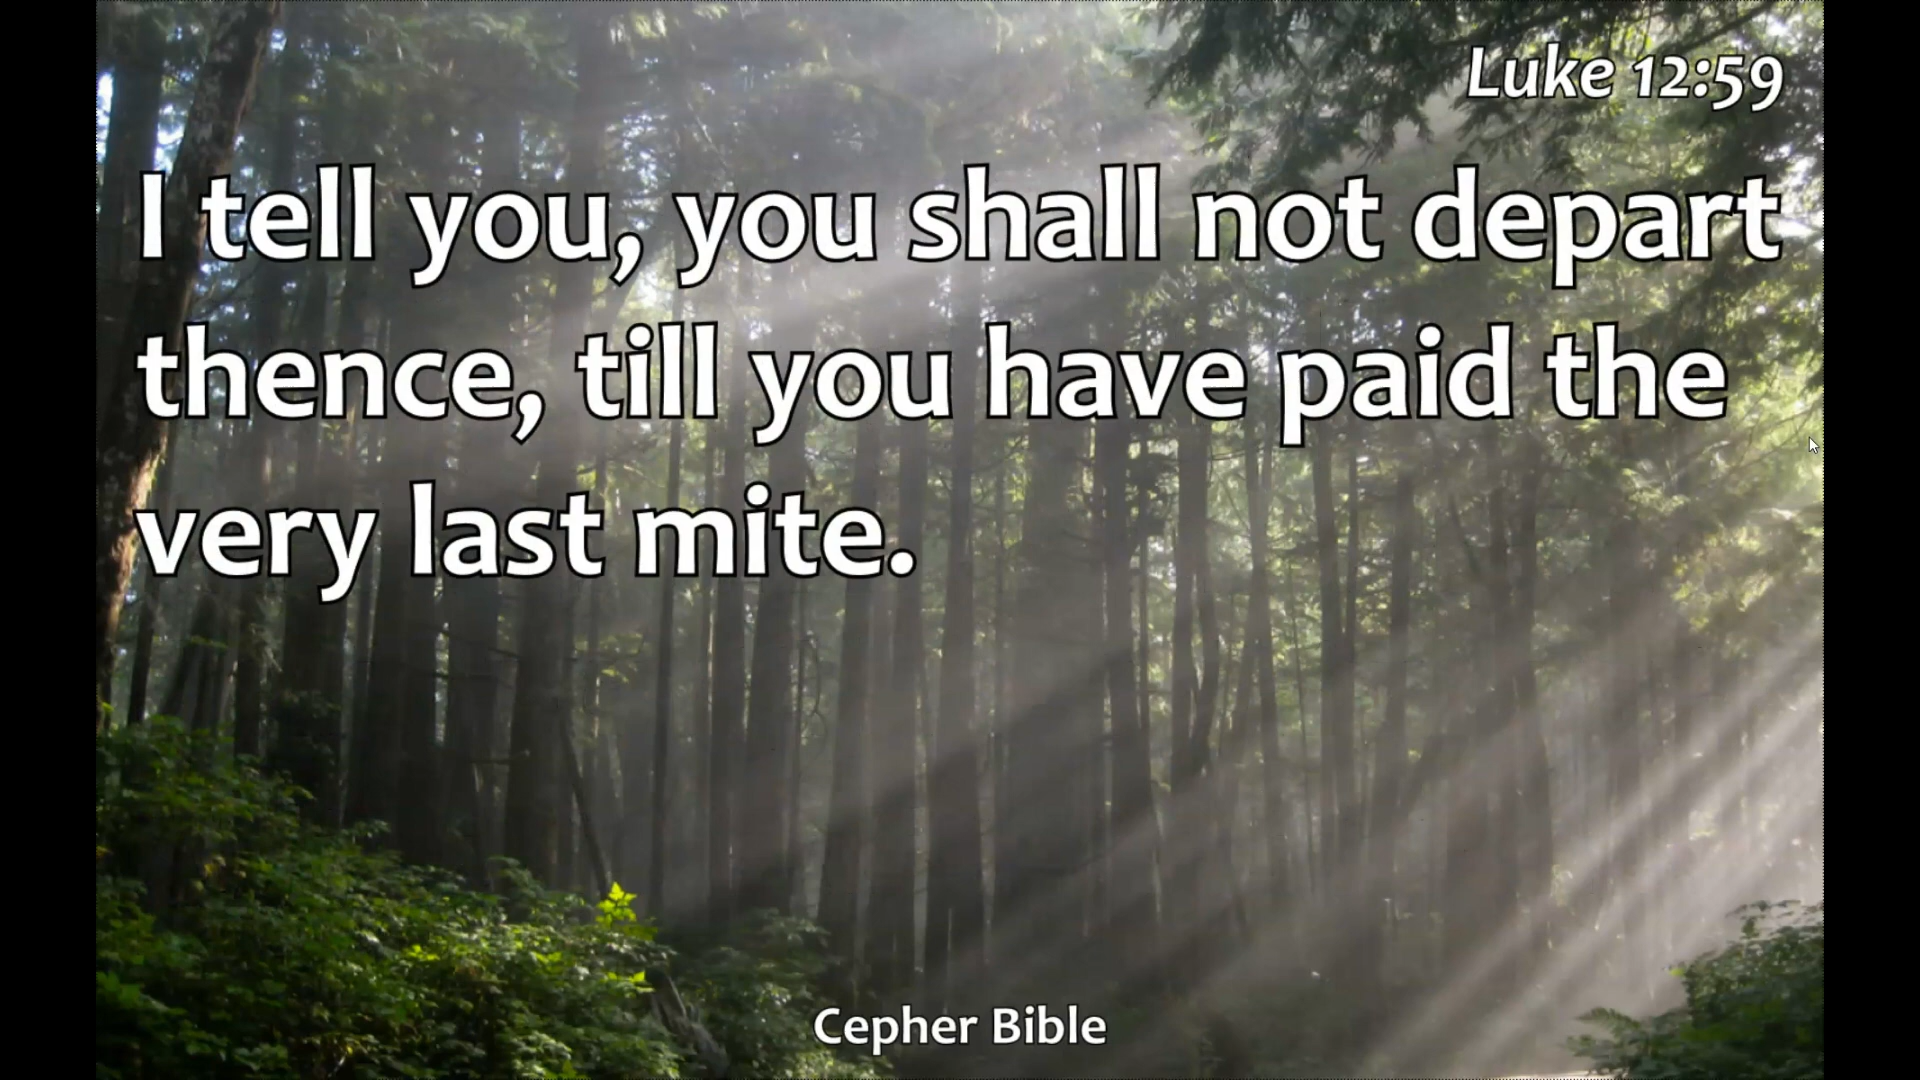 Luke 12:59
I tell you, you shall not depart
thence, till you have paid the
very last mite.
Cepher Bible